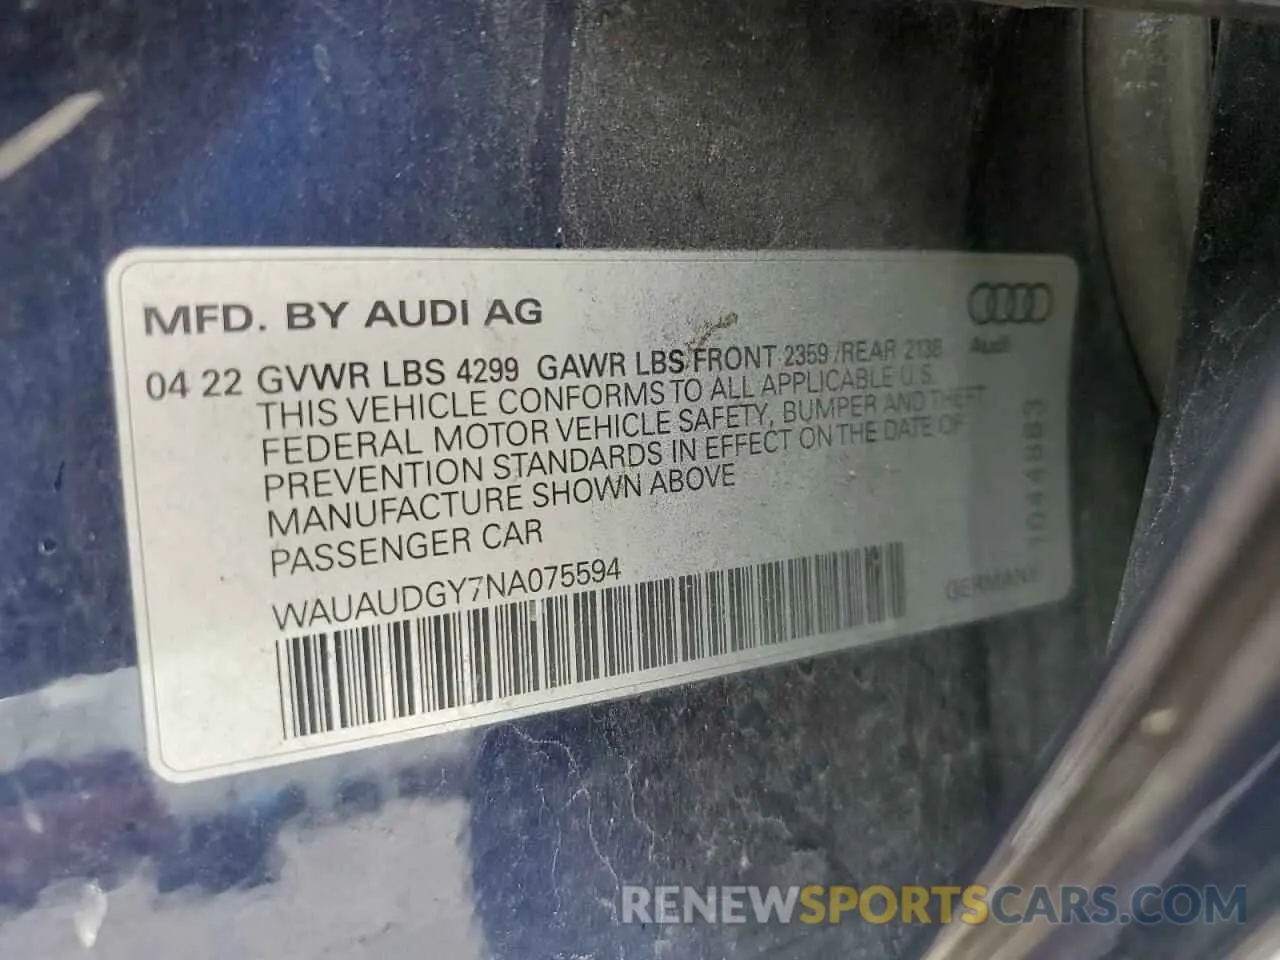 MFD. BY AUDI AG
Audi
04 22 GVWR LBS 4299 GAWR LBS FRONT 2359 /REAR 2138
THIS VEHICLE CONFORMS TO ALL APPLICABLE U.S.
FEDERAL MOTOR VEHICLE SAFETY, BUMPER AND THEFT
PREVENTION STANDARDS IN EFFECT ON THE DATE OF
MANUFACTURE SHOWN ABOVE
PASSENGER CAR
WAUAUDGY7NA075594
GERMANY
1044883
RENEWSPORTSCARS.COM